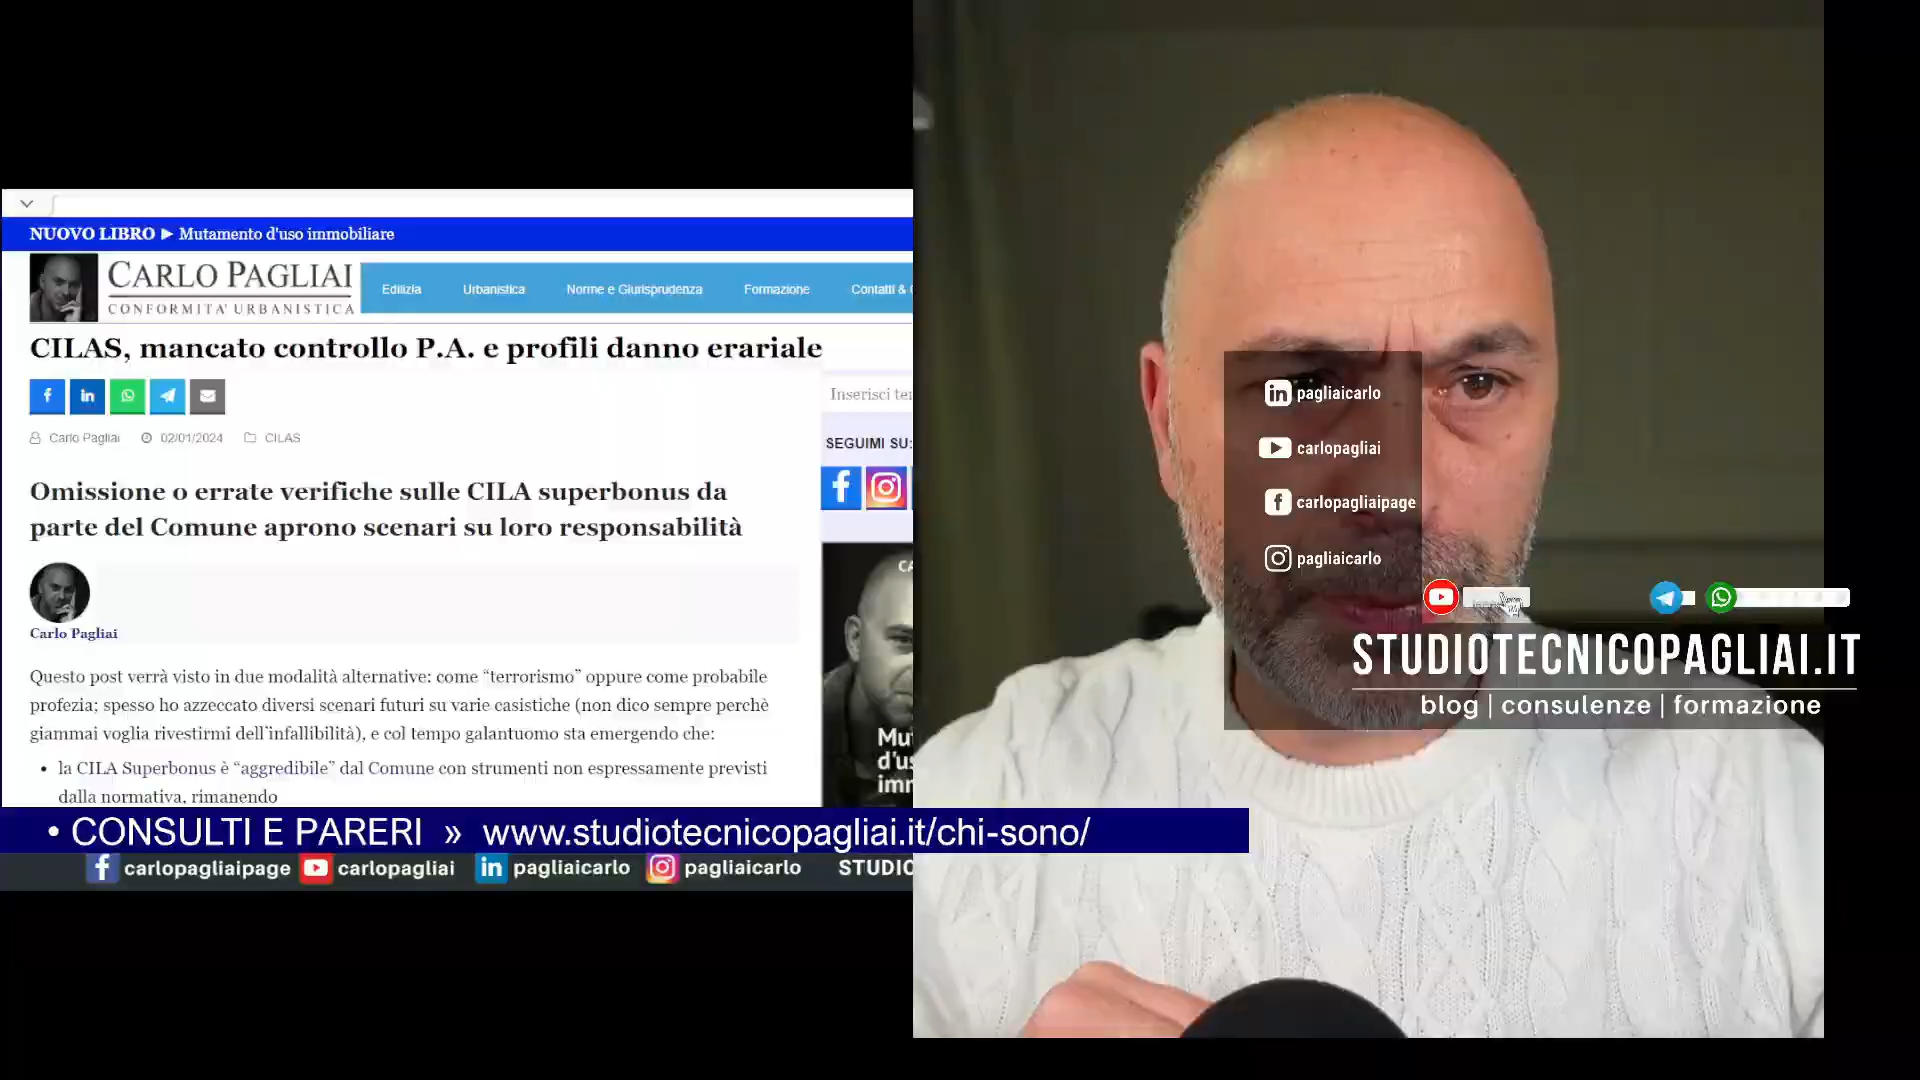 NUOVO LIBRO ► Mutamento d'uso immobiliare
CARLO PAGLIAI
CONFORMITA' URBANISTICA
Edilizia Urbanistica Norme e Giurisprudenza Formazione Contatti &
CILAS, mancato controllo P.A. e profili danno erariale
Carlo Pagliai 02/01/2024 CILAS
Inserisci
SEGUIMI SU:
Omissione o errate verifiche sulle CILA superbonus da
parte del Comune aprono scenari su loro responsabilità
Carlo Pagliai
Questo post verrà visto in due modalità alternative: come “terrorismo” oppure come probabile
profezia; spesso ho azzeccato diversi scenari futuri su varie casistiche (non dico sempre perchè
giammai voglia rivestirmi dell'infallibilità), e col tempo galantuomo sta emergendo che:
• la CILA Superbonus è “aggredibile” dal Comune con strumenti non espressamente previsti
dalla normativa, rimanendo
• CONSULTI E PARERI » www.studiotecnicopagliai.it/chi-sono/
carlopagliaipage carlopagliai pagliaicarlo pagliaicarlo STUDIO
pagliaicarlo
carlopagliai
carlopagliaipage
pagliaicarlo
STUDIOTECNICOPAGLIAI.IT
blog | consulenze | formazione